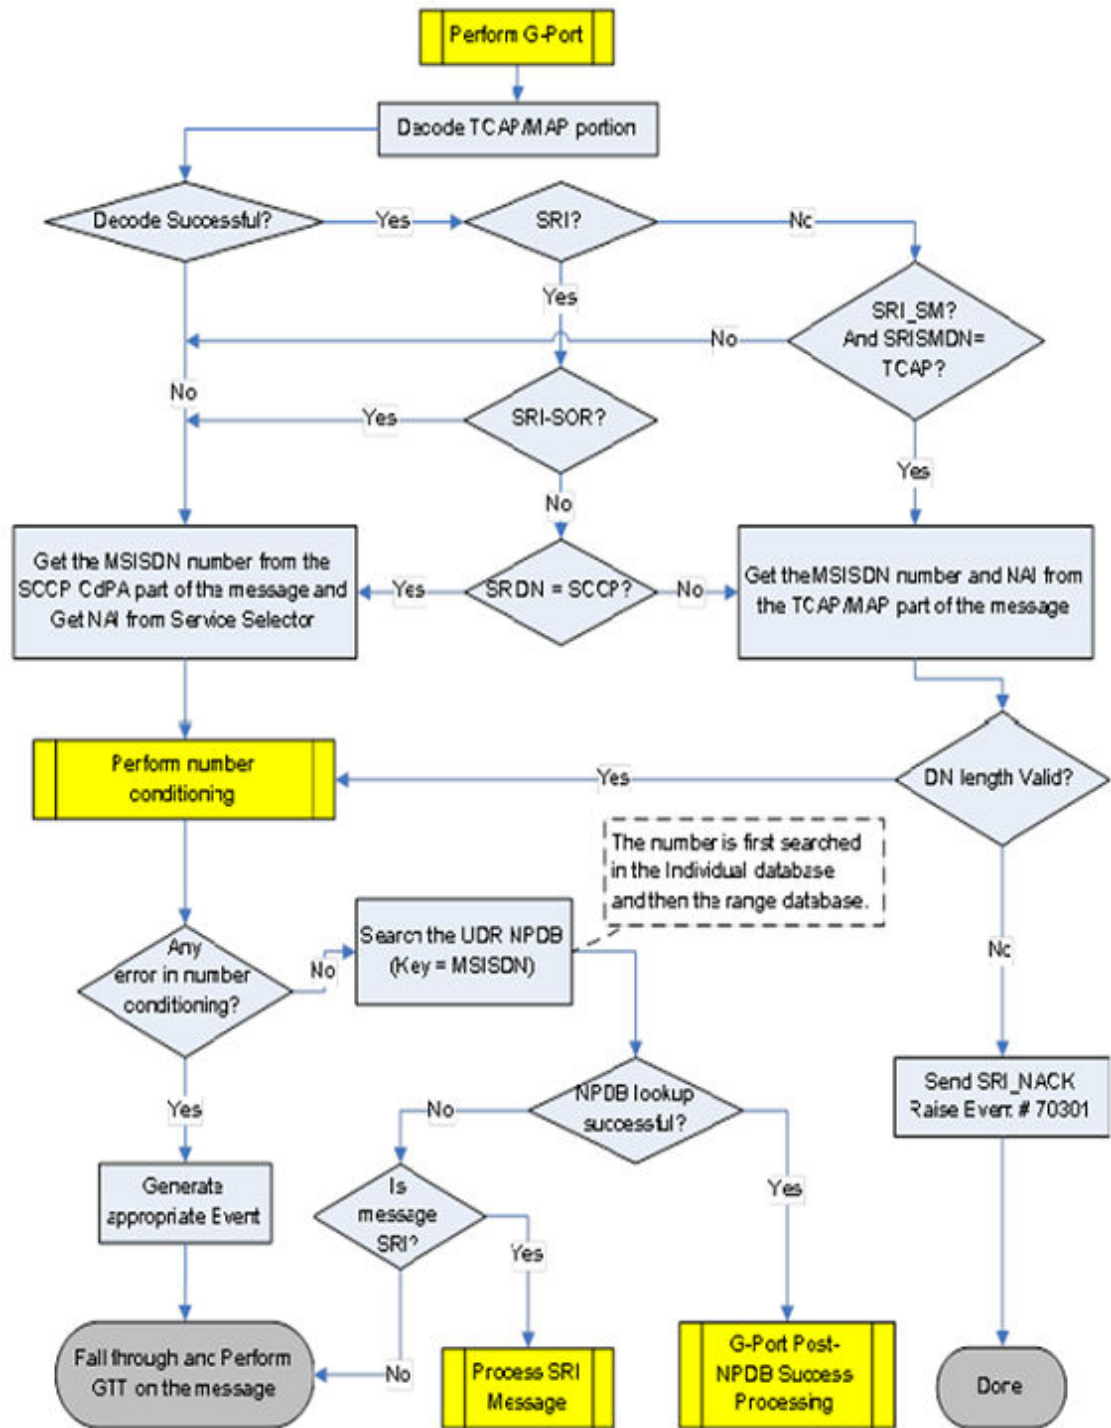 Perform G-Port
Decode TCAP/MAP portion
Decode Successful?
Yes
SRI?
No
Yes
SRI_SM?
And SRISMDN=
TCAP?
No
No
SRI-SOR?
Yes
Yes
No
Get the MSISDN number from the
SCCP CdPA part of the message and
Get NAI from Service Selector
Yes
SRDN = SCCP?
No
Get the MSISDN number and NAI from
the TCAP/MAP part of the message
Perform number
conditioning
Yes
DN length Valid?
The number is first searched
in the Individual database
and then the range database.
Any
error in number
conditioning?
No
Search the UDR NPDB
(Key = MSISDN)
No
Yes
No
NPDB lookup
successful?
Send SRI_NACK
Raise Event # 70301
Generate
appropriate Event
Is
message
SRI?
Yes
Yes
Fall through and Perform
GTT on the message
No
Process SRI
Message
G-Port Post-
NPDB Success
Processing
Done